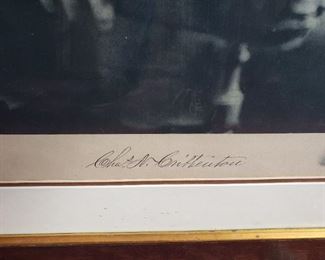 Chas. N. Crittenton